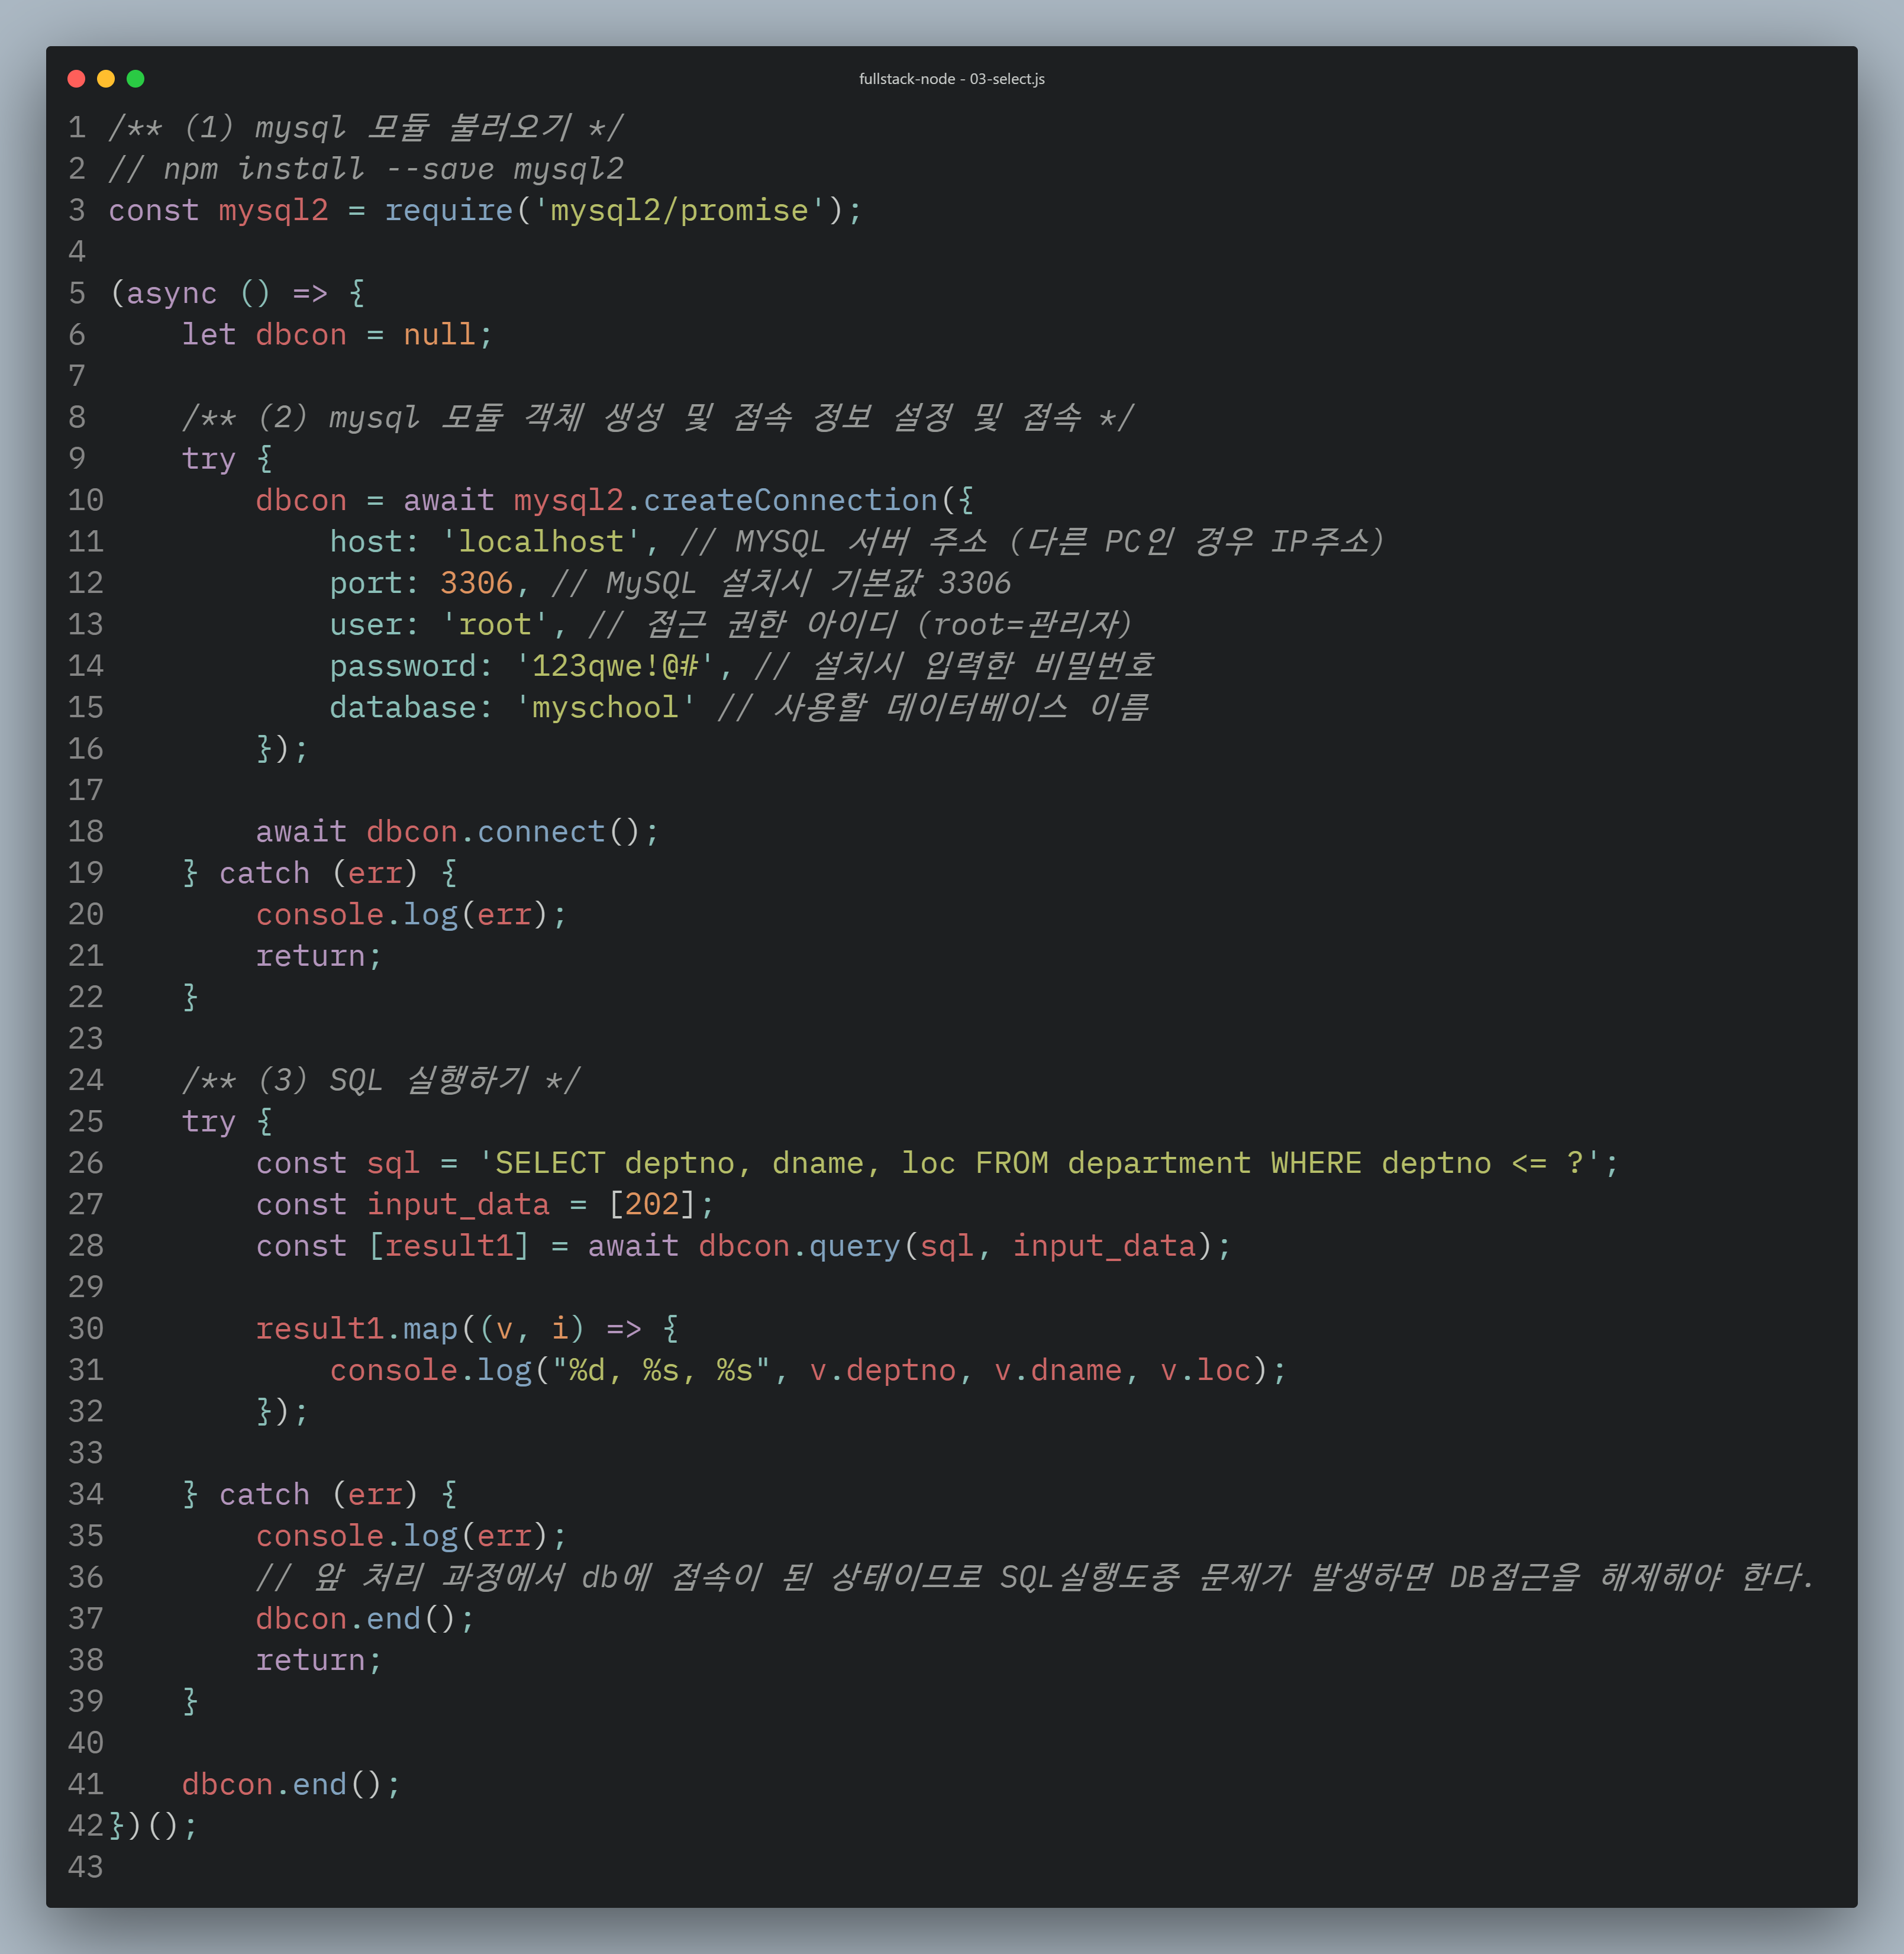 fullstack-node - 03-select.js
1 /** (1) mysql 모듈 불러오기 */
2 // npm install --save mysql2
3 const mysql2 = require('mysql2/promise');
4
5 (async () => {
6     let dbcon = null;
7
8     /** (2) mysql 모듈 객체 생성 및 접속 정보 설정 및 접속 */
9     try {
10         dbcon = await mysql2.createConnection({
11             host: 'localhost', // MYSQL 서버 주소 (다른 PC인 경우 IP주소)
12             port: 3306, // MySQL 설치시 기본값 3306
13             user: 'root', // 접근 권한 아이디 (root=관리자)
14             password: '123qwe!@#', // 설치시 입력한 비밀번호
15             database: 'myschool' // 사용할 데이터베이스 이름
16         });
17
18         await dbcon.connect();
19     } catch (err) {
20         console.log(err);
21         return;
22     }
23
24     /** (3) SQL 실행하기 */
25     try {
26         const sql = 'SELECT deptno, dname, loc FROM department WHERE deptno <= ?';
27         const input_data = [202];
28         const [result1] = await dbcon.query(sql, input_data);
29
30         result1.map((v, i) => {
31             console.log("%d, %s, %s", v.deptno, v.dname, v.loc);
32         });
33
34     } catch (err) {
35         console.log(err);
36         // 앞 처리 과정에서 db에 접속이 된 상태이므로 SQL실행도중 문제가 발생하면 DB접근을 해제해야 한다.
37         dbcon.end();
38         return;
39     }
40
41     dbcon.end();
42 })();
43